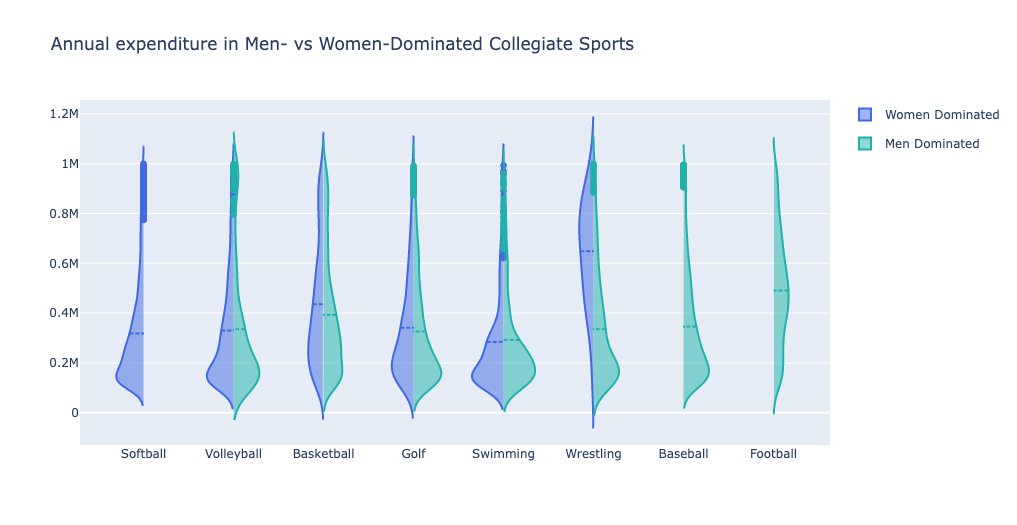 Annual expenditure in Men- vs Women-Dominated Collegiate Sports
1.2M
1M
0.8M
0.6M
0.4M
0.2M
0
Softball Volleyball Basketball Golf Swimming Wrestling Baseball Football
Women Dominated
Men Dominated